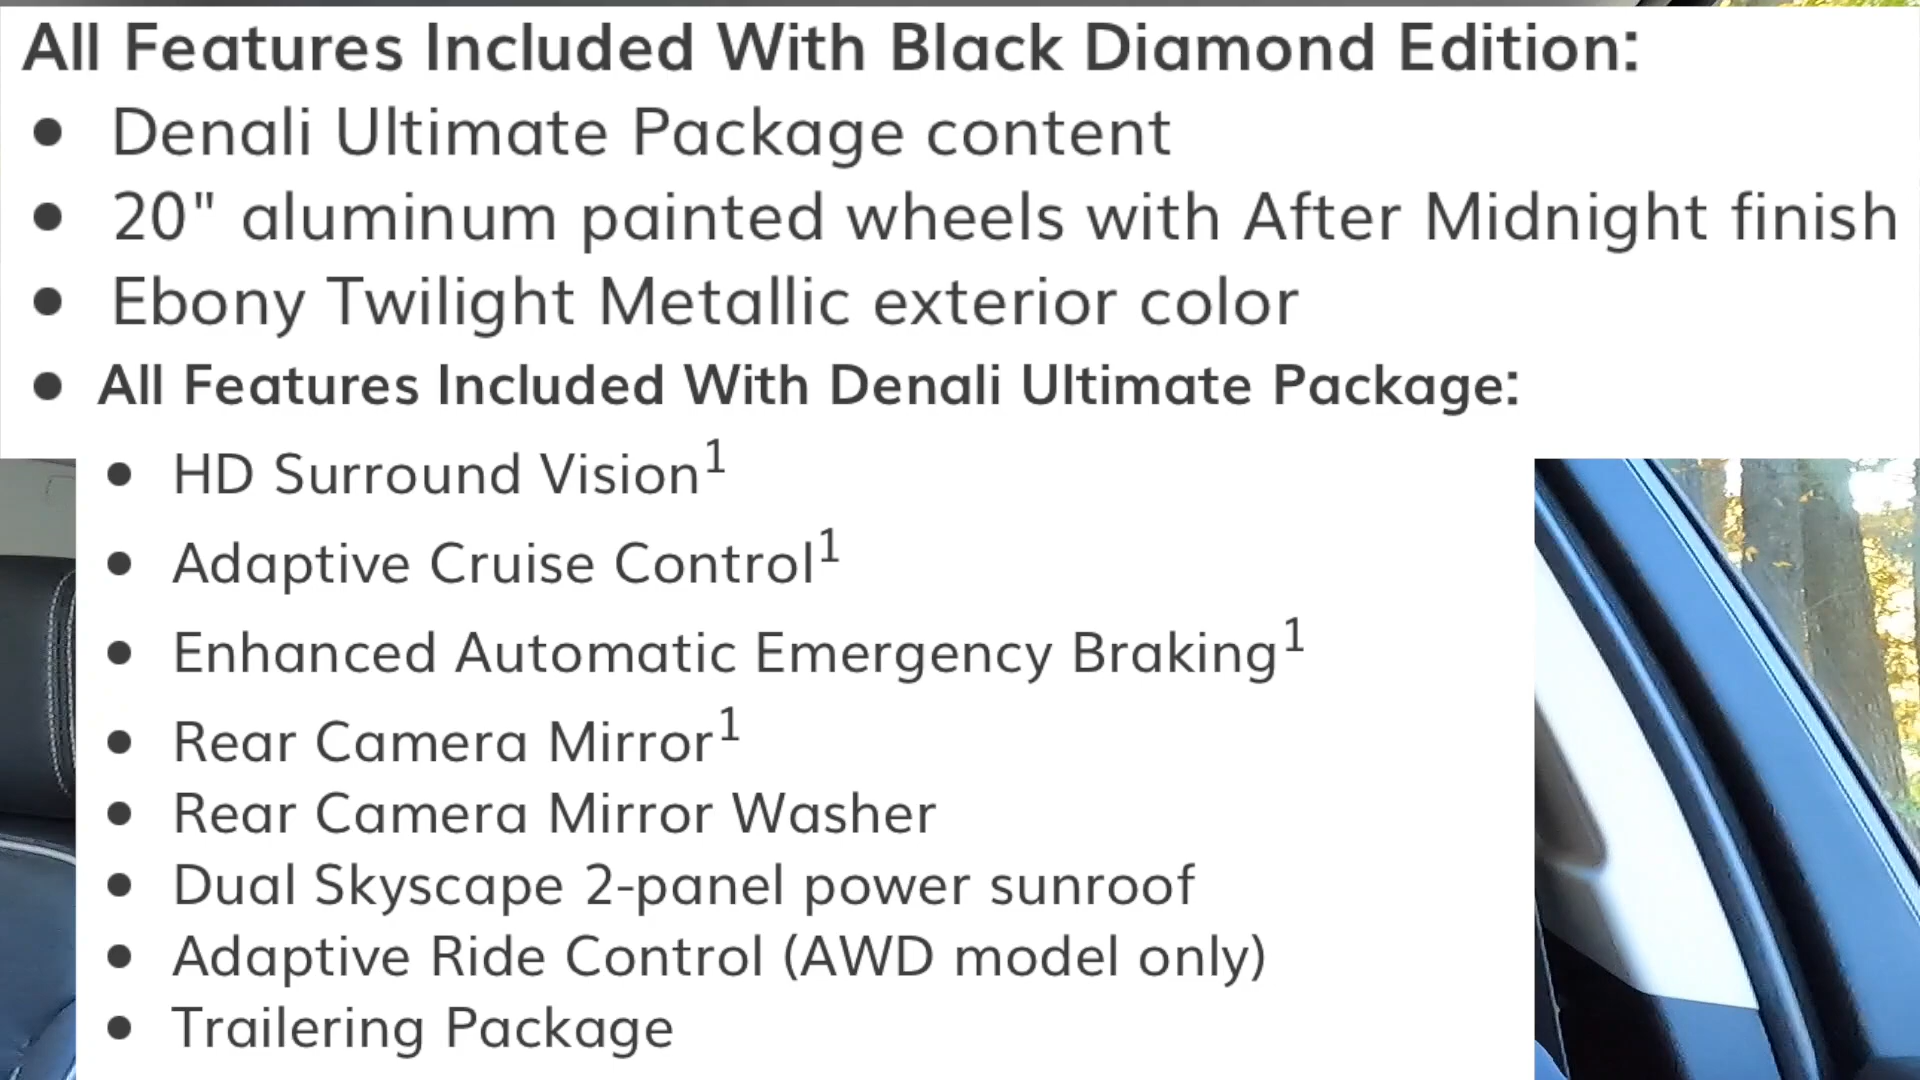 All Features Included With Black Diamond Edition:
● Denali Ultimate Package content
● 20" aluminum painted wheels with After Midnight finish
● Ebony Twilight Metallic exterior color
● All Features Included With Denali Ultimate Package:
● HD Surround Vision¹
● Adaptive Cruise Control¹
● Enhanced Automatic Emergency Braking¹
● Rear Camera Mirror¹
● Rear Camera Mirror Washer
● Dual Skyscape 2-panel power sunroof
● Adaptive Ride Control (AWD model only)
● Trailering Package